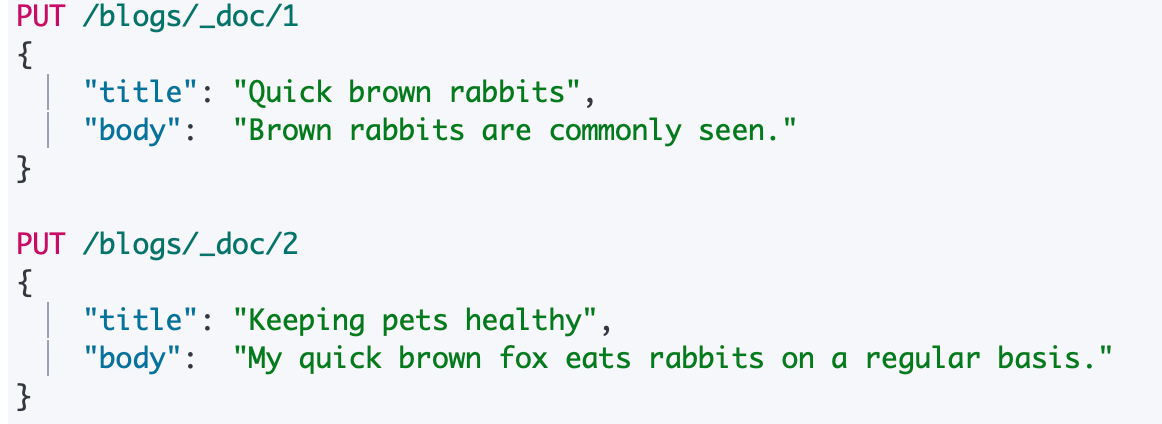 PUT /blogs/_doc/1
{
    "title": "Quick brown rabbits",
    "body":  "Brown rabbits are commonly seen."
}

PUT /blogs/_doc/2
{
    "title": "Keeping pets healthy",
    "body":  "My quick brown fox eats rabbits on a regular basis."
}